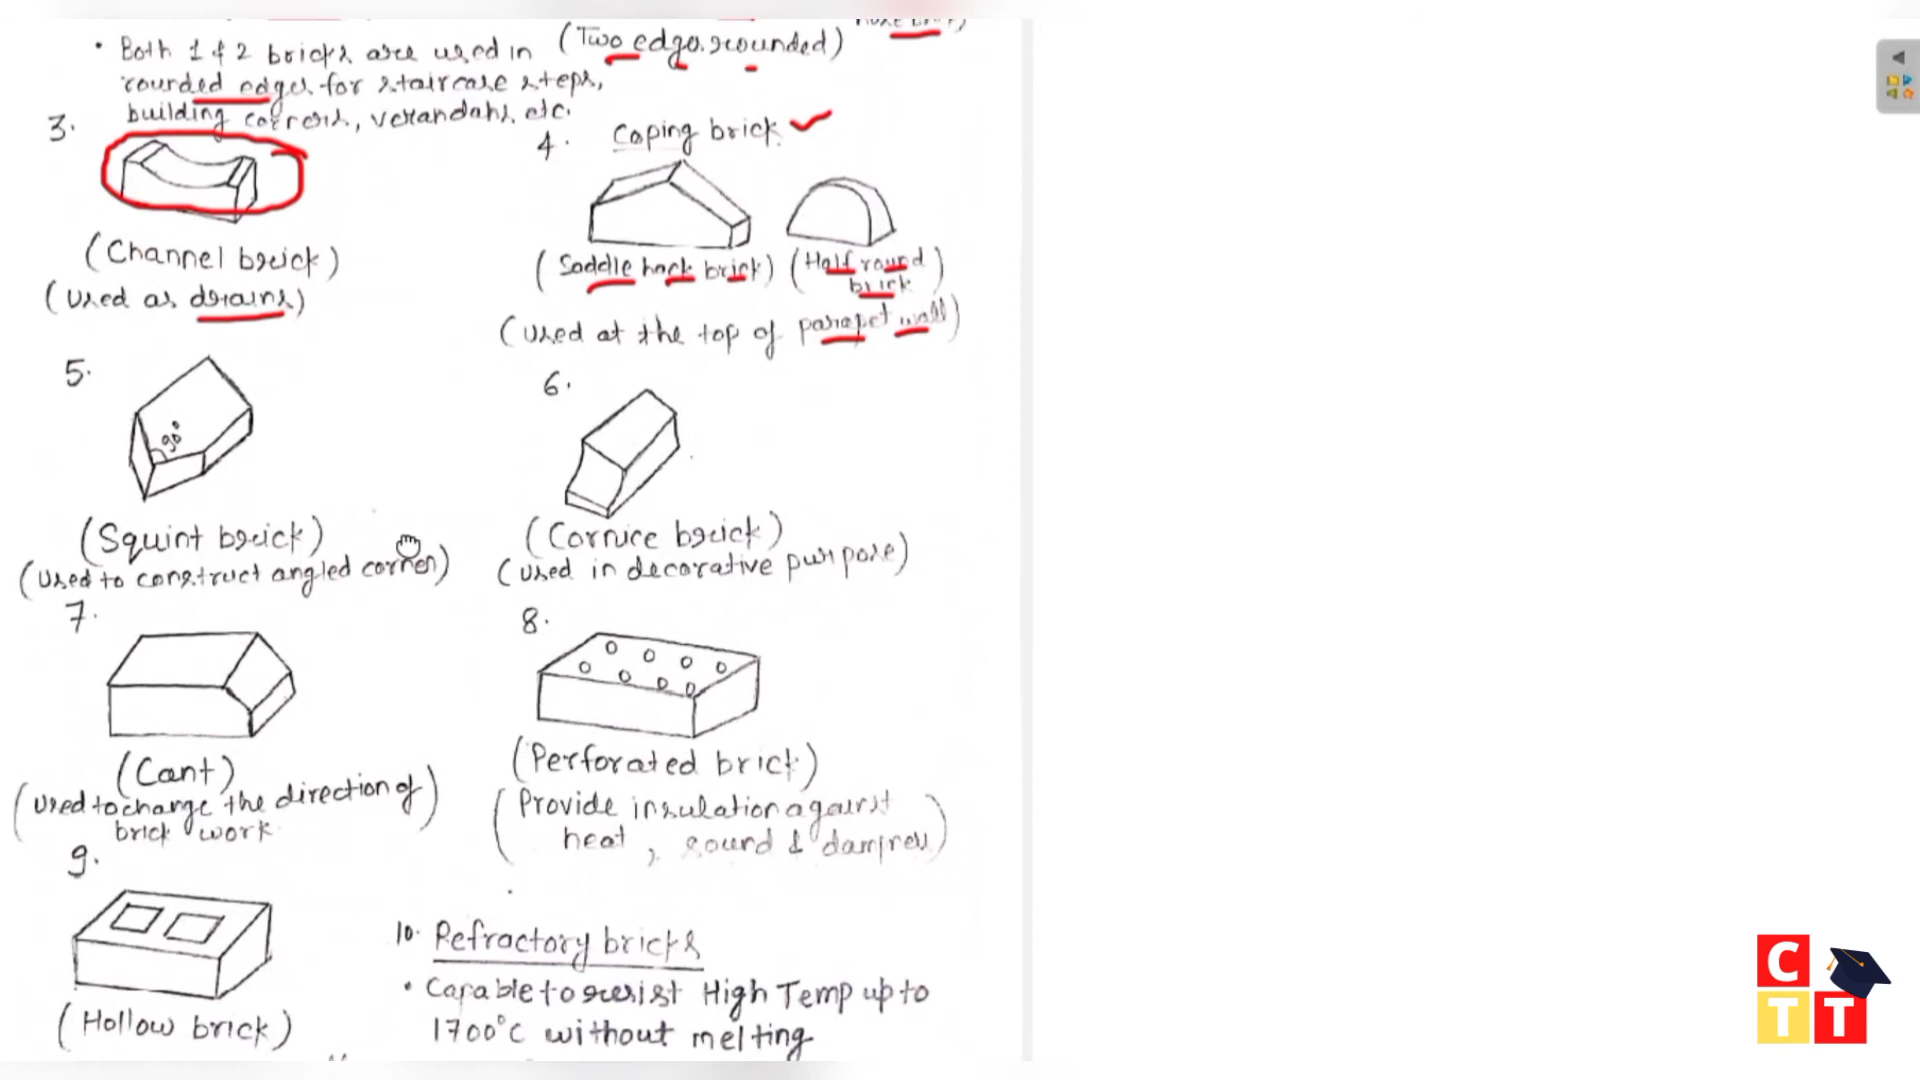 • Both 1 & 2 bricks are used in
rounded edges for staircase steps,
building corners, verandahs, etc.
(Two edge rounded)
3.
(Channel brick)
(used as drains)
4. Coping brick
(Saddle back brick) (Half round
brick)
(used at the top of parapet wall)
5.
90°
(Squint brick)
(used to construct angled corner)
6.
(Cornice brick)
(used in decorative purpose)
7.
(Cant)
(used to change the direction of
brick work)
8.
(Perforated brick)
(Provide insulation against
heat, sound & dampness)
9.
(Hollow brick)
10. Refractory bricks
• Capable to resist High Temp up to
1700°C without melting
C
T T